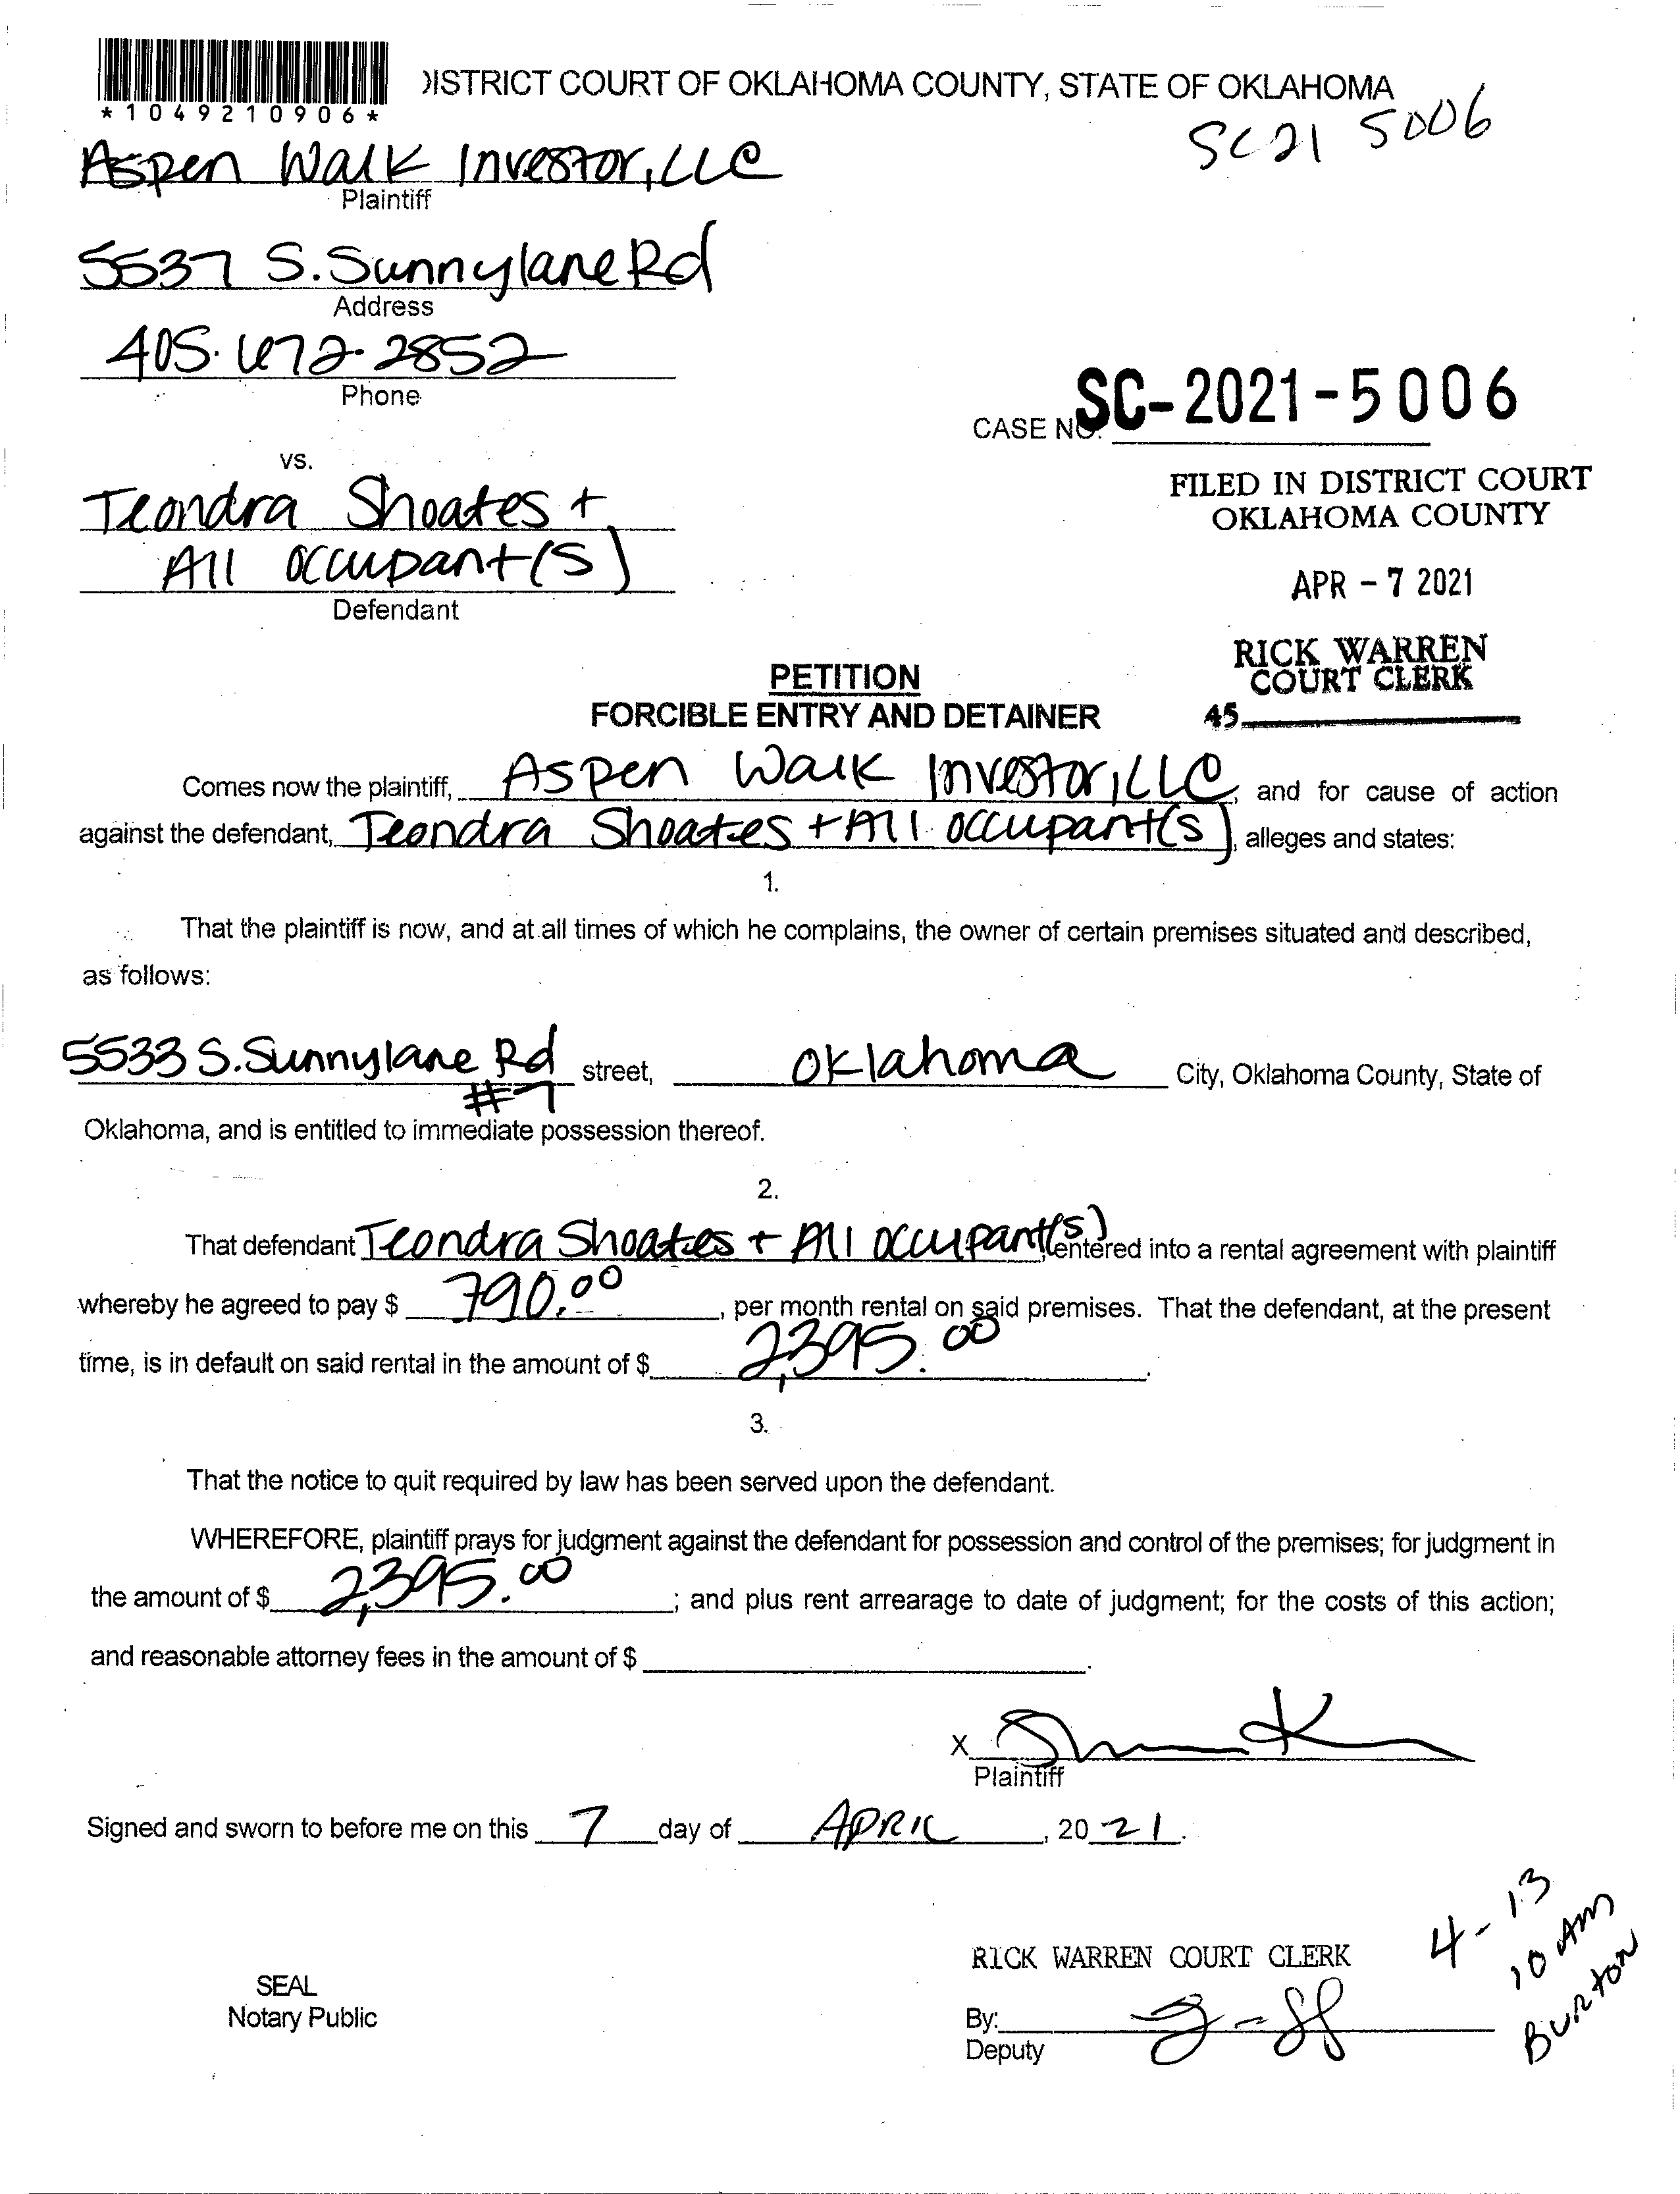 *1049210906*
DISTRICT COURT OF OKLAHOMA COUNTY, STATE OF OKLAHOMA
SC21 5006
Aspen Walk Investor, LLC
Plaintiff
5537 S. Sunnylane Rd
Address
405.672-2852
Phone
CASE NO. SC-2021-5006
vs.
FILED IN DISTRICT COURT
OKLAHOMA COUNTY
Teondra Shoates +
All occupant(s)
Defendant
APR - 7 2021
RICK WARREN
COURT CLERK
45
PETITION
FORCIBLE ENTRY AND DETAINER
Comes now the plaintiff, Aspen Walk Investor, LLC, and for cause of action
against the defendant, Teondra Shoates + All occupant(s), alleges and states:
1.
That the plaintiff is now, and at all times of which he complains, the owner of certain premises situated and described,
as follows:
5533 S. Sunnylane Rd street, Oklahoma City, Oklahoma County, State of
#7
Oklahoma, and is entitled to immediate possession thereof.
2.
That defendant Teondra Shoates + All occupant(s), entered into a rental agreement with plaintiff
whereby he agreed to pay $ 790.00, per month rental on said premises. That the defendant, at the present
time, is in default on said rental in the amount of $ 2,395.00.
3.
That the notice to quit required by law has been served upon the defendant.
WHEREFORE, plaintiff prays for judgment against the defendant for possession and control of the premises; for judgment in
the amount of $ 2,395.00; and plus rent arrearage to date of judgment; for the costs of this action;
and reasonable attorney fees in the amount of $.
X
Plaintiff
Signed and sworn to before me on this 7 day of APRIL, 2021.
4-13
10 AM
Burton
RICK WARREN COURT CLERK
SEAL
Notary Public
By:
Deputy